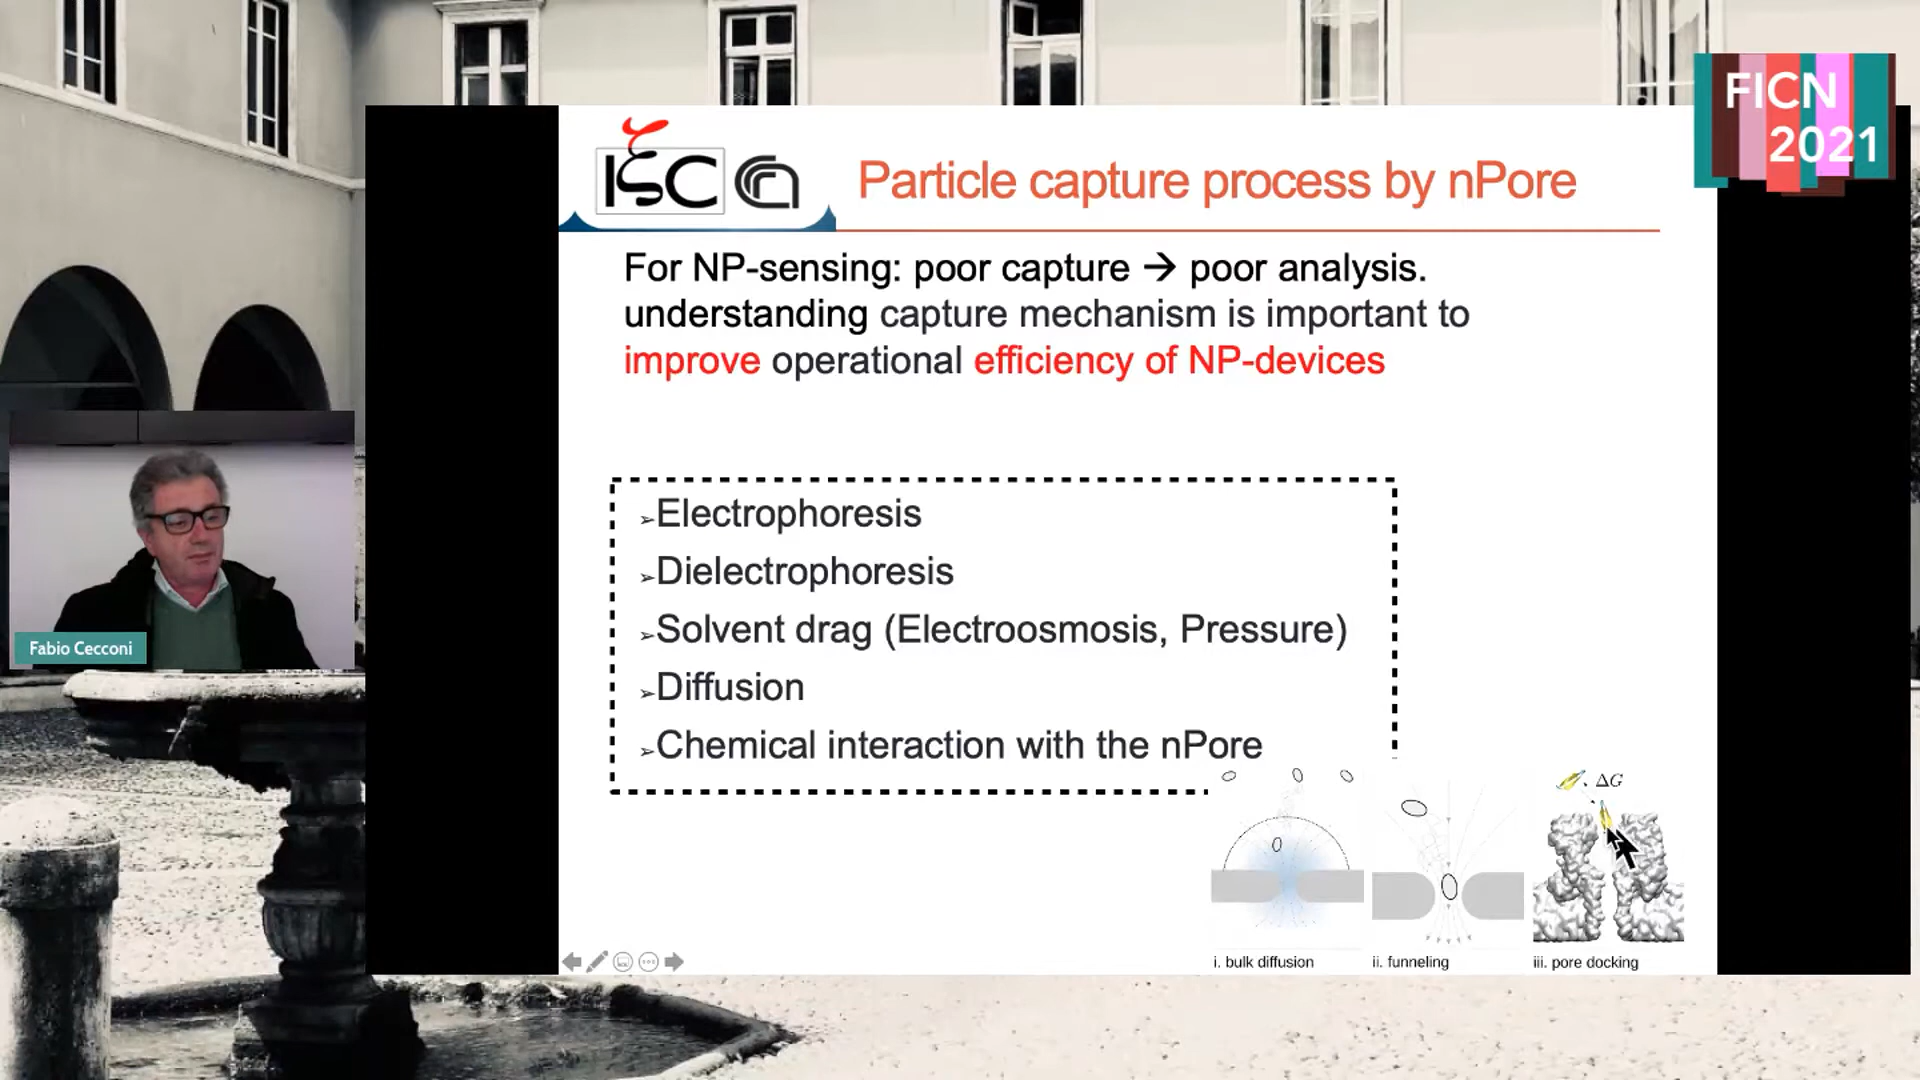 FICN
2021
ISC
Particle capture process by nPore
For NP-sensing: poor capture → poor analysis.
understanding capture mechanism is important to
improve operational efficiency of NP-devices
➢Electrophoresis
➢Dielectrophoresis
➢Solvent drag (Electroosmosis, Pressure)
➢Diffusion
➢Chemical interaction with the nPore
ΔG
i. bulk diffusion
ii. funneling
iii. pore docking
Fabio Cecconi